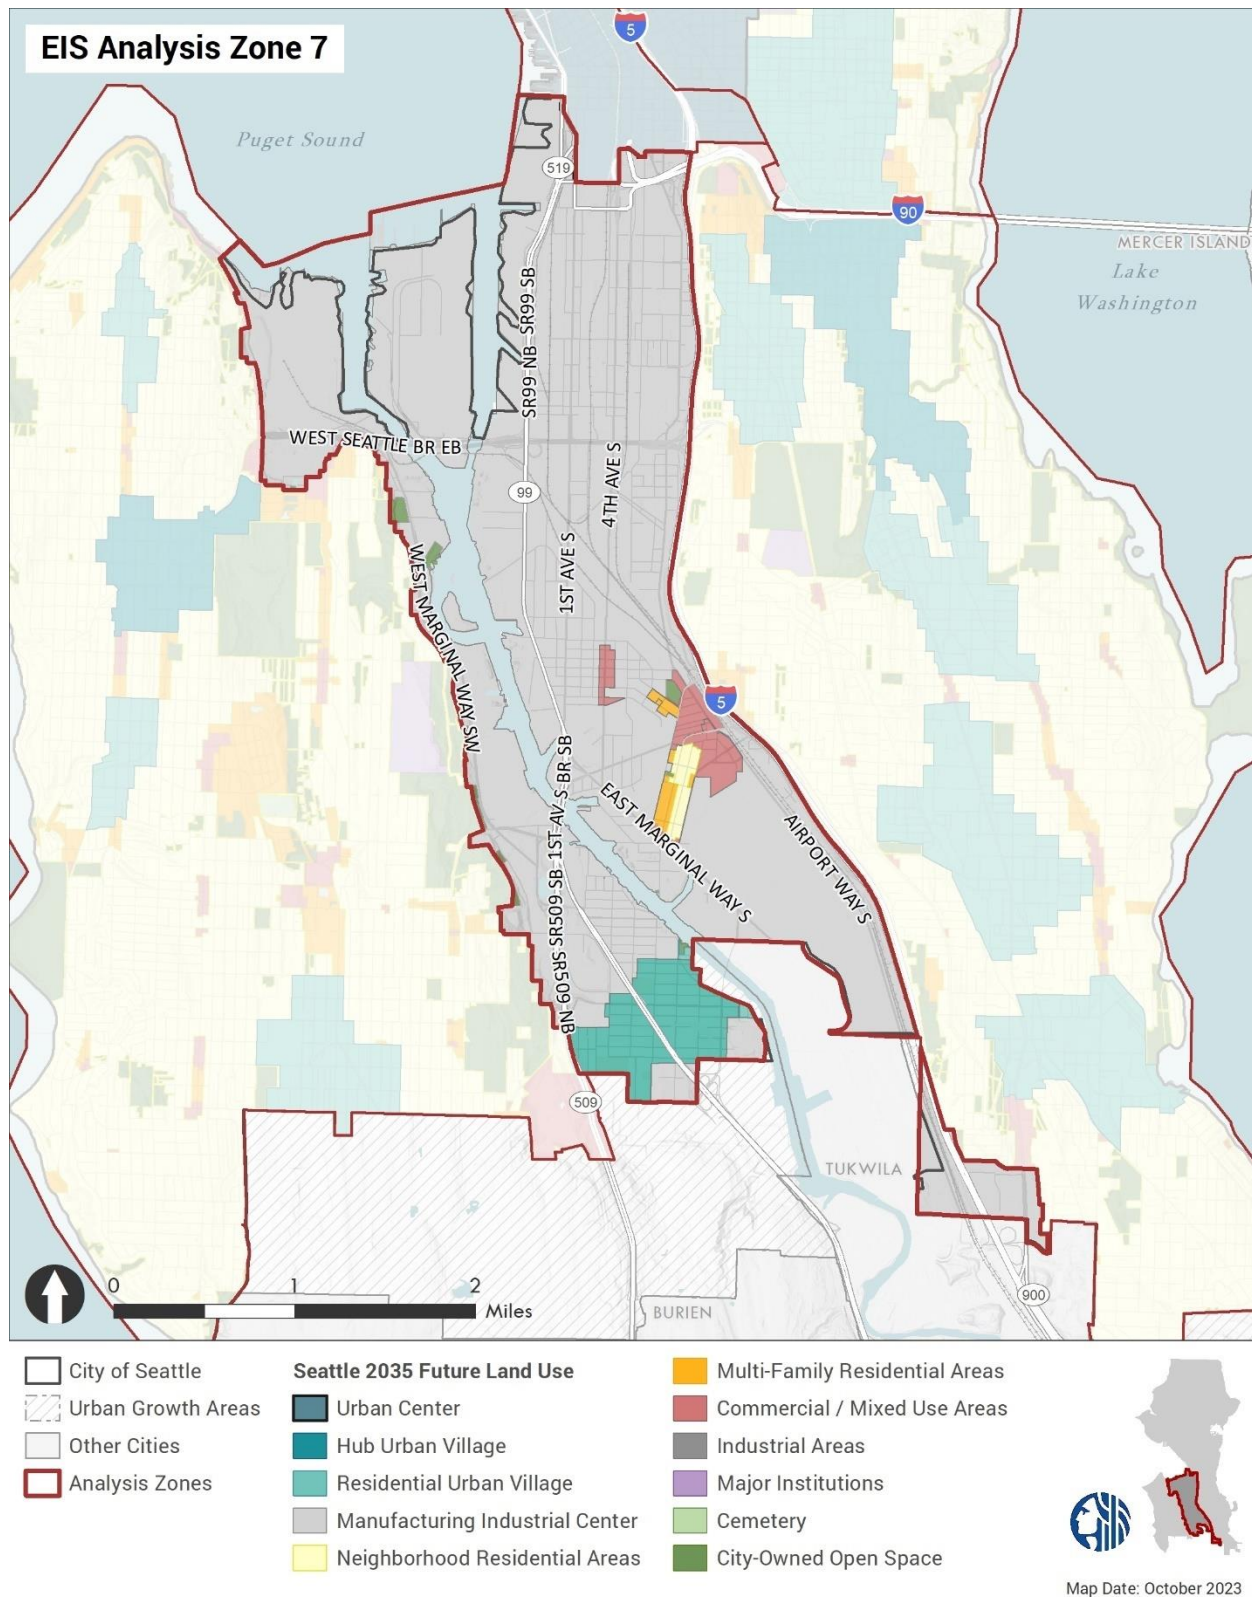 EIS Analysis Zone 7
5
Puget Sound
519
90
MERCER ISLAND
Lake
Washington
SR99 NB SR99 SB
WEST SEATTLE BR EB
4TH AVE S
99
1ST AVE S
WEST MARGINAL WAY SW
5
1ST AV S BR SB
EAST MARGINAL WAY S
AIRPORT WAY S
SR509 SB
SR509 NB
509
TUKWILA
900
BURIEN
0 1 2
Miles
City of Seattle
Urban Growth Areas
Other Cities
Analysis Zones
Seattle 2035 Future Land Use
Urban Center
Hub Urban Village
Residential Urban Village
Manufacturing Industrial Center
Neighborhood Residential Areas
Multi-Family Residential Areas
Commercial / Mixed Use Areas
Industrial Areas
Major Institutions
Cemetery
City-Owned Open Space
Map Date: October 2023